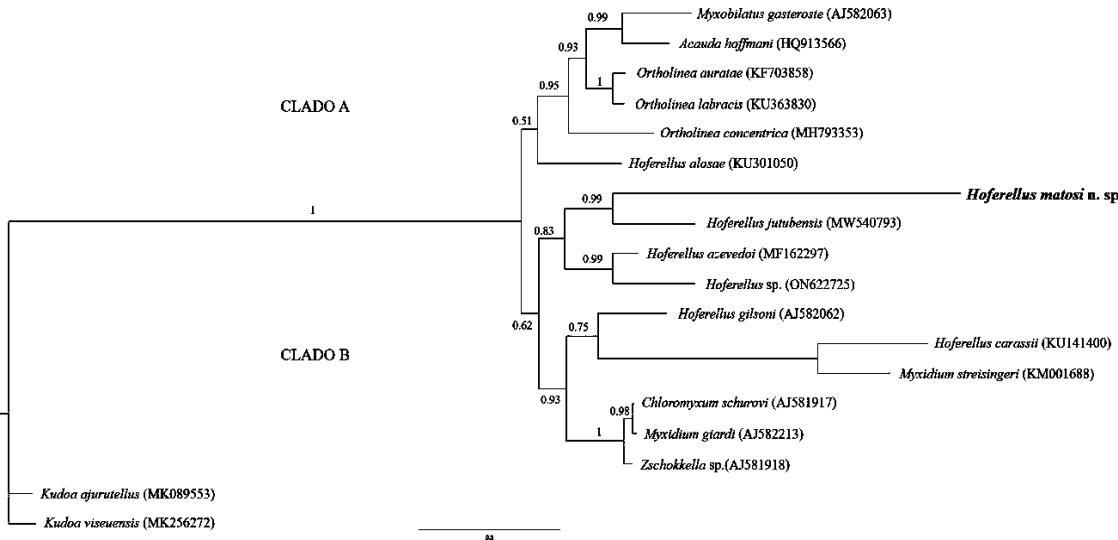 0.99
Myxobilatus gasteroste (AJ582063)
Acauda hoffmani (HQ913566)
0.93
Ortholinea auratae (KF703858)
1
0.95
Ortholinea labracis (KU363830)
CLADO A
0.51
Ortholinea concentrica (MH793353)
Hoferellus alosae (KU301050)
Hoferellus matosi n. sp
0.99
1
Hoferellus jutubensis (MW540793)
0.83
Hoferellus azevedoi (MF162297)
0.99
Hoferellus sp. (ON622725)
Hoferellus gilsoni (AJ582062)
0.62
0.75
Hoferellus carassii (KU141400)
CLADO B
Myxidium streisingeri (KM001688)
0.93
Chloromyxum schurovi (AJ581917)
0.98
Myxidium giardi (AJ582213)
1
Zschokkella sp.(AJ581918)
Kudoa ajurutellus (MK089553)
Kudoa viseuensis (MK256272)